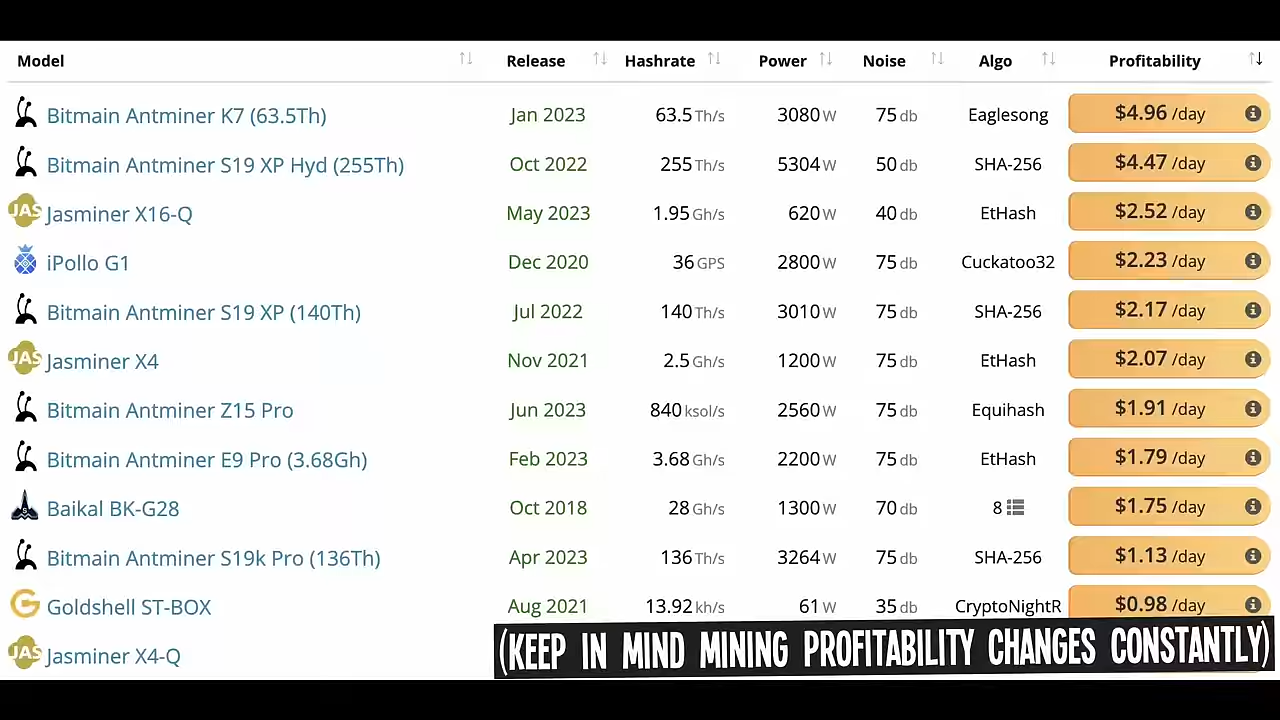 Model Release Hashrate Power Noise Algo Profitability
Bitmain Antminer K7 (63.5Th) Jan 2023 63.5 Th/s 3080 W 75 db Eaglesong $4.96 /day
Bitmain Antminer S19 XP Hyd (255Th) Oct 2022 255 Th/s 5304 W 50 db SHA-256 $4.47 /day
JAS Jasminer X16-Q May 2023 1.95 Gh/s 620 W 40 db EtHash $2.52 /day
iPollo G1 Dec 2020 36 GPS 2800 W 75 db Cuckatoo32 $2.23 /day
Bitmain Antminer S19 XP (140Th) Jul 2022 140 Th/s 3010 W 75 db SHA-256 $2.17 /day
JAS Jasminer X4 Nov 2021 2.5 Gh/s 1200 W 75 db EtHash $2.07 /day
Bitmain Antminer Z15 Pro Jun 2023 840 ksol/s 2560 W 75 db Equihash $1.91 /day
Bitmain Antminer E9 Pro (3.68Gh) Feb 2023 3.68 Gh/s 2200 W 75 db EtHash $1.79 /day
Baikal BK-G28 Oct 2018 28 Gh/s 1300 W 70 db 8 $1.75 /day
Bitmain Antminer S19k Pro (136Th) Apr 2023 136 Th/s 3264 W 75 db SHA-256 $1.13 /day
Goldshell ST-BOX Aug 2021 13.92 kh/s 61 W 35 db CryptoNightR $0.98 /day
JAS Jasminer X4-Q
(KEEP IN MIND MINING PROFITABILITY CHANGES CONSTANTLY)